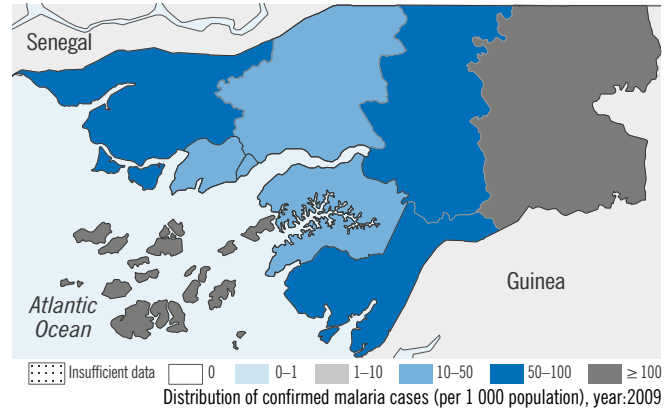 Senegal
Guinea
Atlantic
Ocean
Insufficient data 0 0–1 1–10 10–50 50–100 ≥ 100
Distribution of confirmed malaria cases (per 1 000 population), year:2009